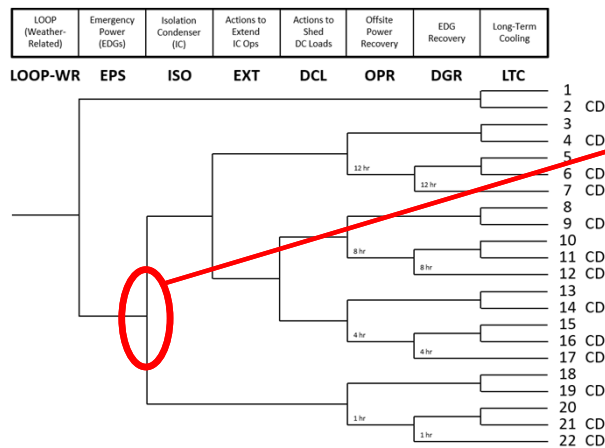 LOOP (Weather-Related)
Emergency Power (EDGs)
Isolation Condenser (IC)
Actions to Extend IC Ops
Actions to Shed DC Loads
Offsite Power Recovery
EDG Recovery
Long-Term Cooling
LOOP-WR EPS ISO EXT DCL OPR DGR LTC
1
2 CD
3
4 CD
5
12 hr
6 CD
12 hr
7 CD
8
9 CD
10
8 hr
11 CD
8 hr
12 CD
13
14 CD
15
4 hr
16 CD
4 hr
17 CD
18
19 CD
20
1 hr
21 CD
1 hr
22 CD